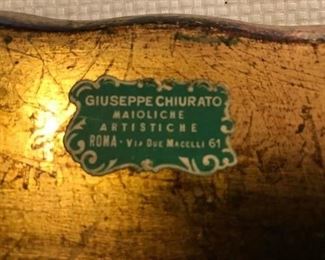 GIUSEPPE CHIURATO
MAIOLICHE
ARTISTICHE
ROMA - VIA DUE MACELLI 61